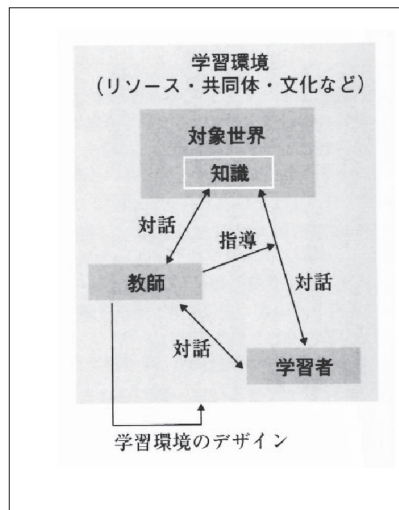 学習環境
（リソース・共同体・文化など）
対象世界
知識
対話
指導
教師
対話
対話
学習者
学習環境のデザイン